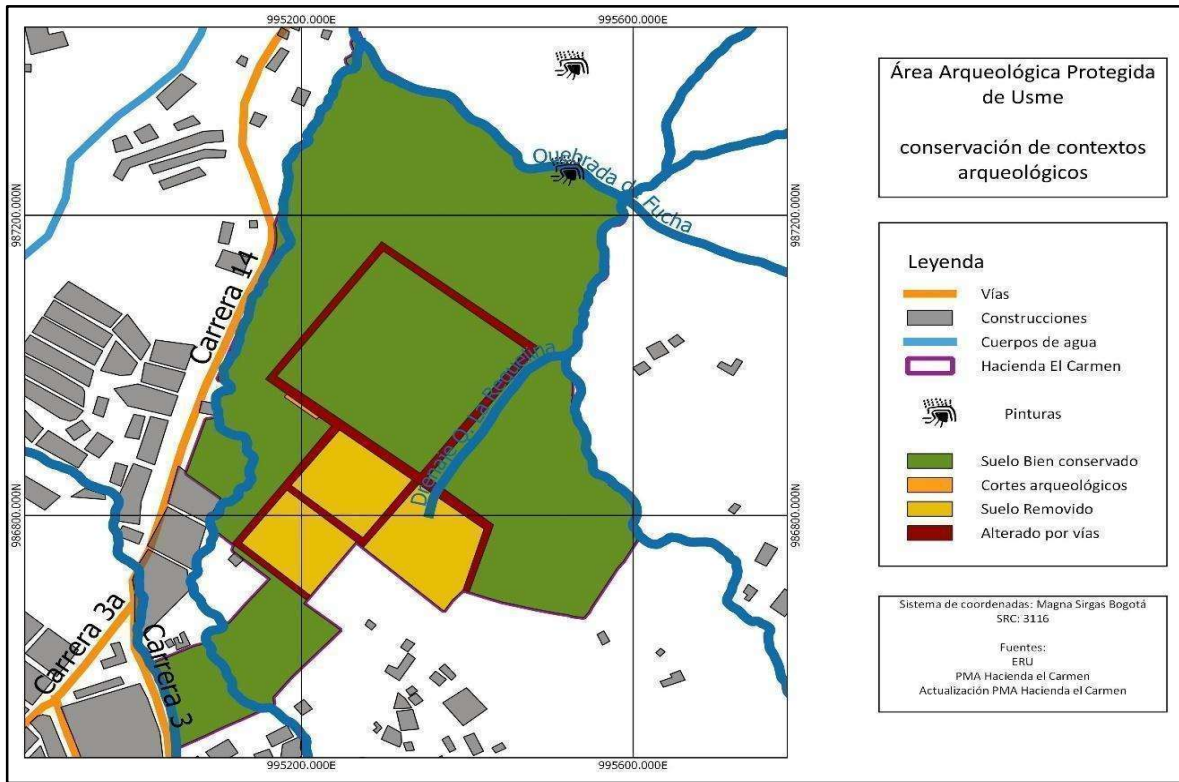 995200.000E
995600.000E
987200.000N
987200.000N
986800.000N
986800.000N
995200.000E
995600.000E
Quebrada de Fucha
Carrera 14
Drenaje Q. La Requelina
Carrera 3a
Carrera 3
Área Arqueológica Protegida
de Usme
conservación de contextos
arqueológicos
Leyenda
Vías
Construcciones
Cuerpos de agua
Hacienda El Carmen
Pinturas
Suelo Bien conservado
Cortes arqueológicos
Suelo Removido
Alterado por vías
Sistema de coordenadas: Magna Sirgas Bogotá
SRC: 3116
Fuentes:
ERU
PMA Hacienda el Carmen
Actualización PMA Hacienda el Carmen